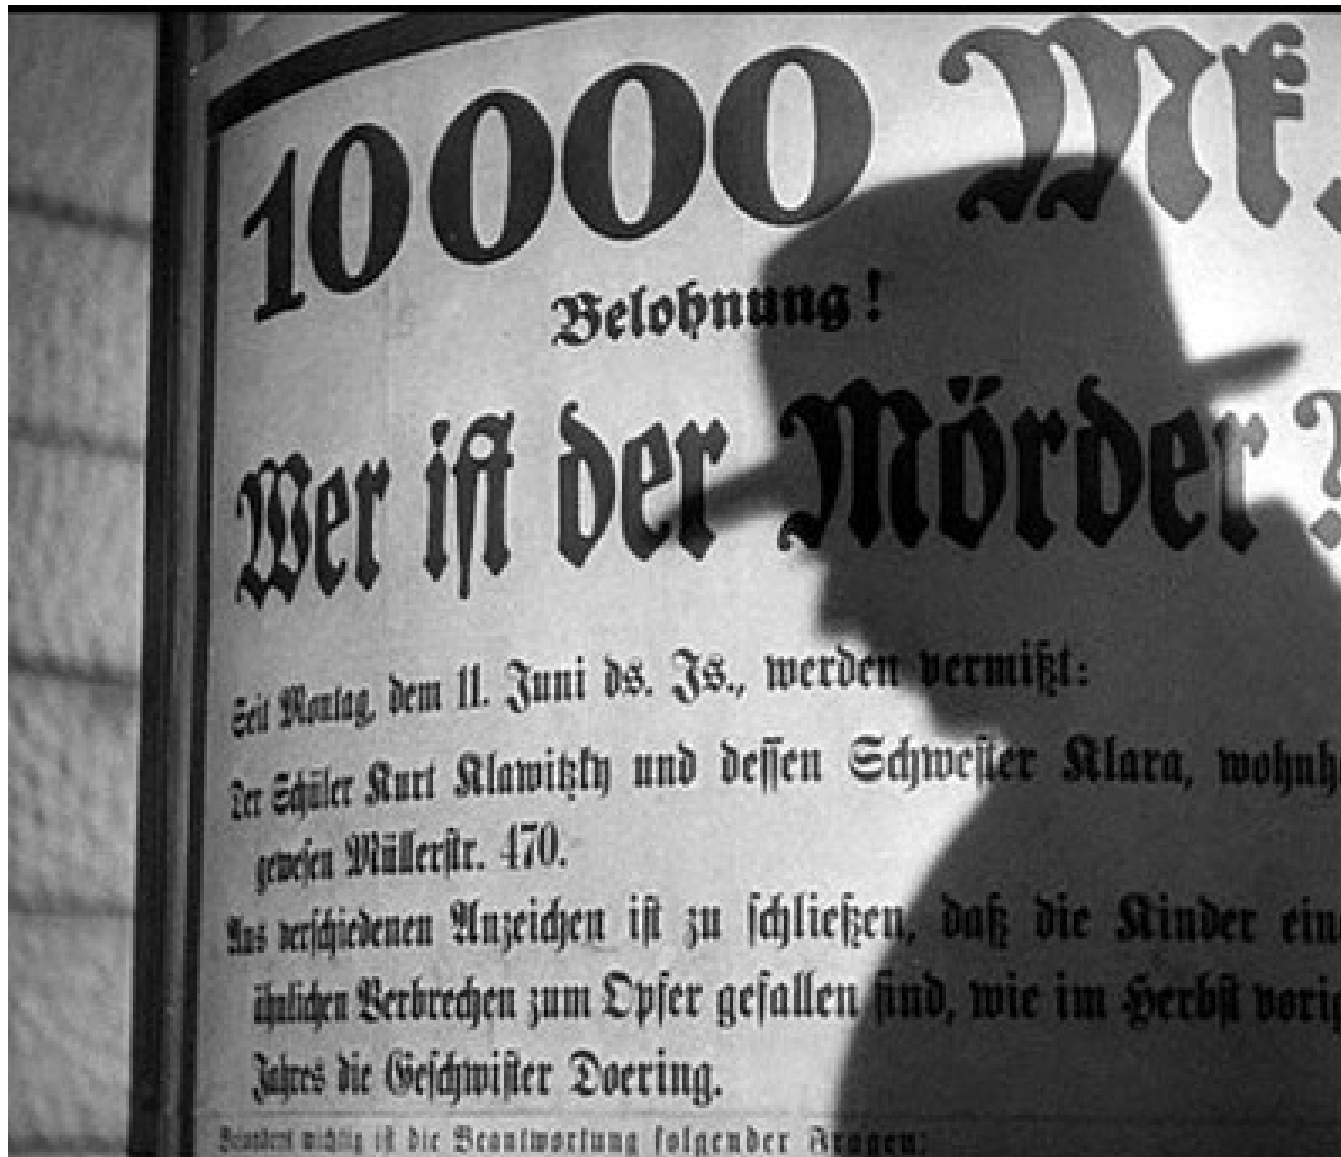 10000 Mk.
Belohnung!
Wer ist der Mörder?
Seit Montag, dem 11. Juni ds. Js., werden vermißt:
Der Schüler Kurt Klawitzky und dessen Schwester Klara, wohnh
gewesen Müllerstr. 470.
Aus verschiedenen Anzeichen ist zu schließen, daß die Kinder ein
ähnlichen Verbrechen zum Opfer gefallen sind, wie im Herbst vorig
Jahres die Geschwister Doering.
Besonders wichtig ist die Beantwortung folgender Fragen: